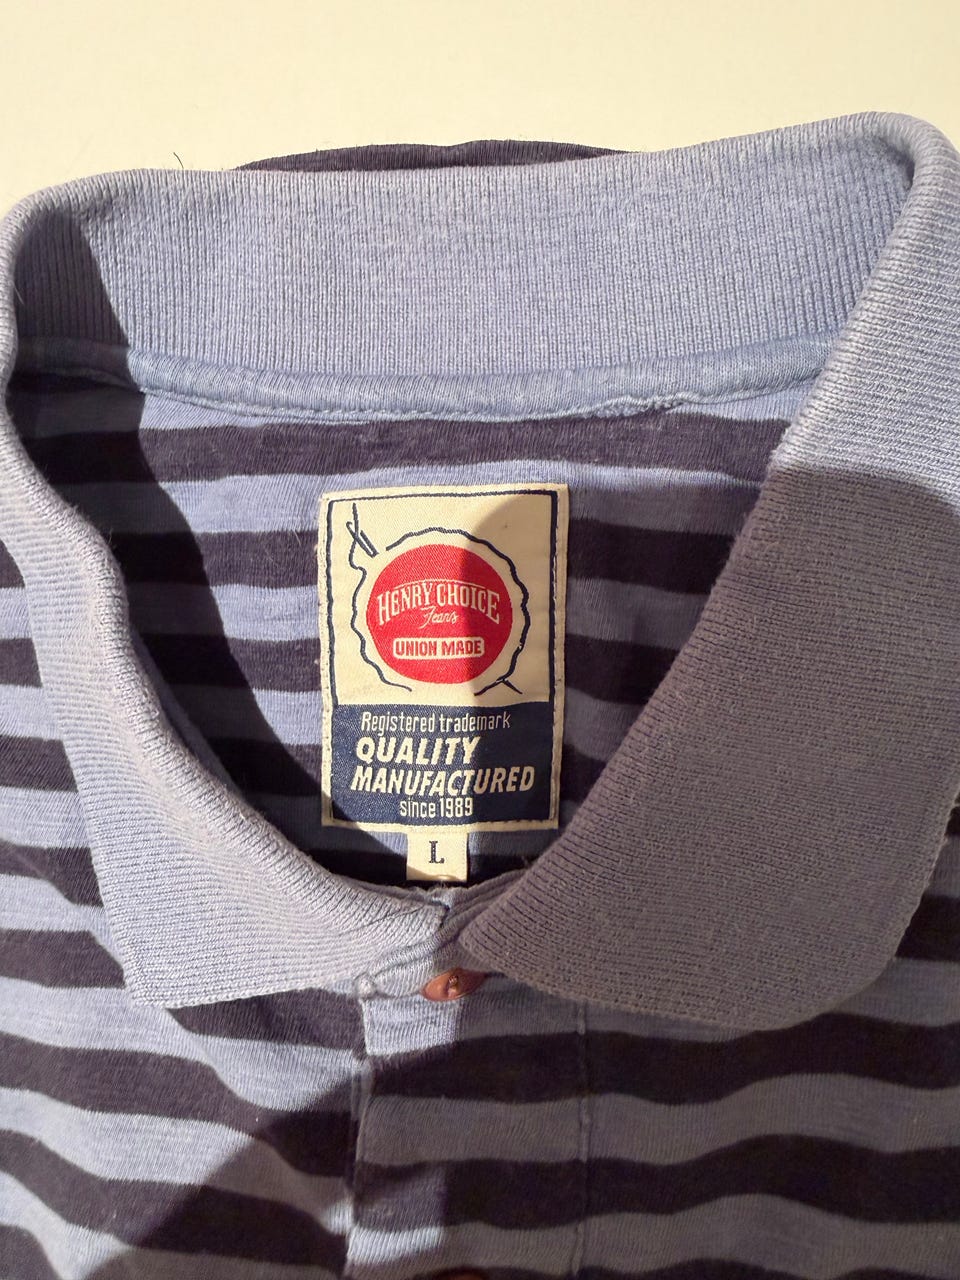 HENRY CHOICE
Jeans
UNION MADE
Registered trademark
QUALITY
MANUFACTURED
since 1989
L